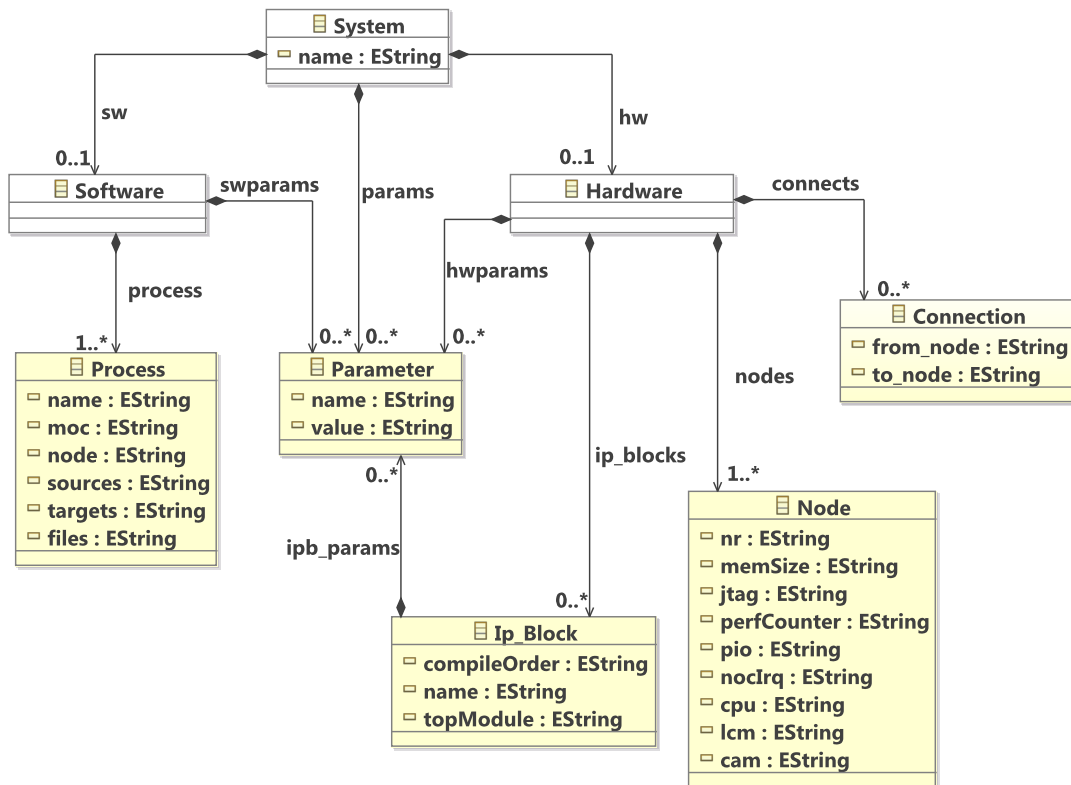 System
name : EString
sw
hw
0..1
0..1
Software
swparams
params
Hardware
connects
process
hwparams
0..*
1..*
0..*
0..*
0..*
Connection
from_node : EString
to_node : EString
Process
name : EString
moc : EString
node : EString
sources : EString
targets : EString
files : EString
Parameter
name : EString
value : EString
nodes
ip_blocks
0..*
1..*
ipb_params
0..*
Ip_Block
compileOrder : EString
name : EString
topModule : EString
Node
nr : EString
memSize : EString
jtag : EString
perfCounter : EString
pio : EString
nocIrq : EString
cpu : EString
lcm : EString
cam : EString